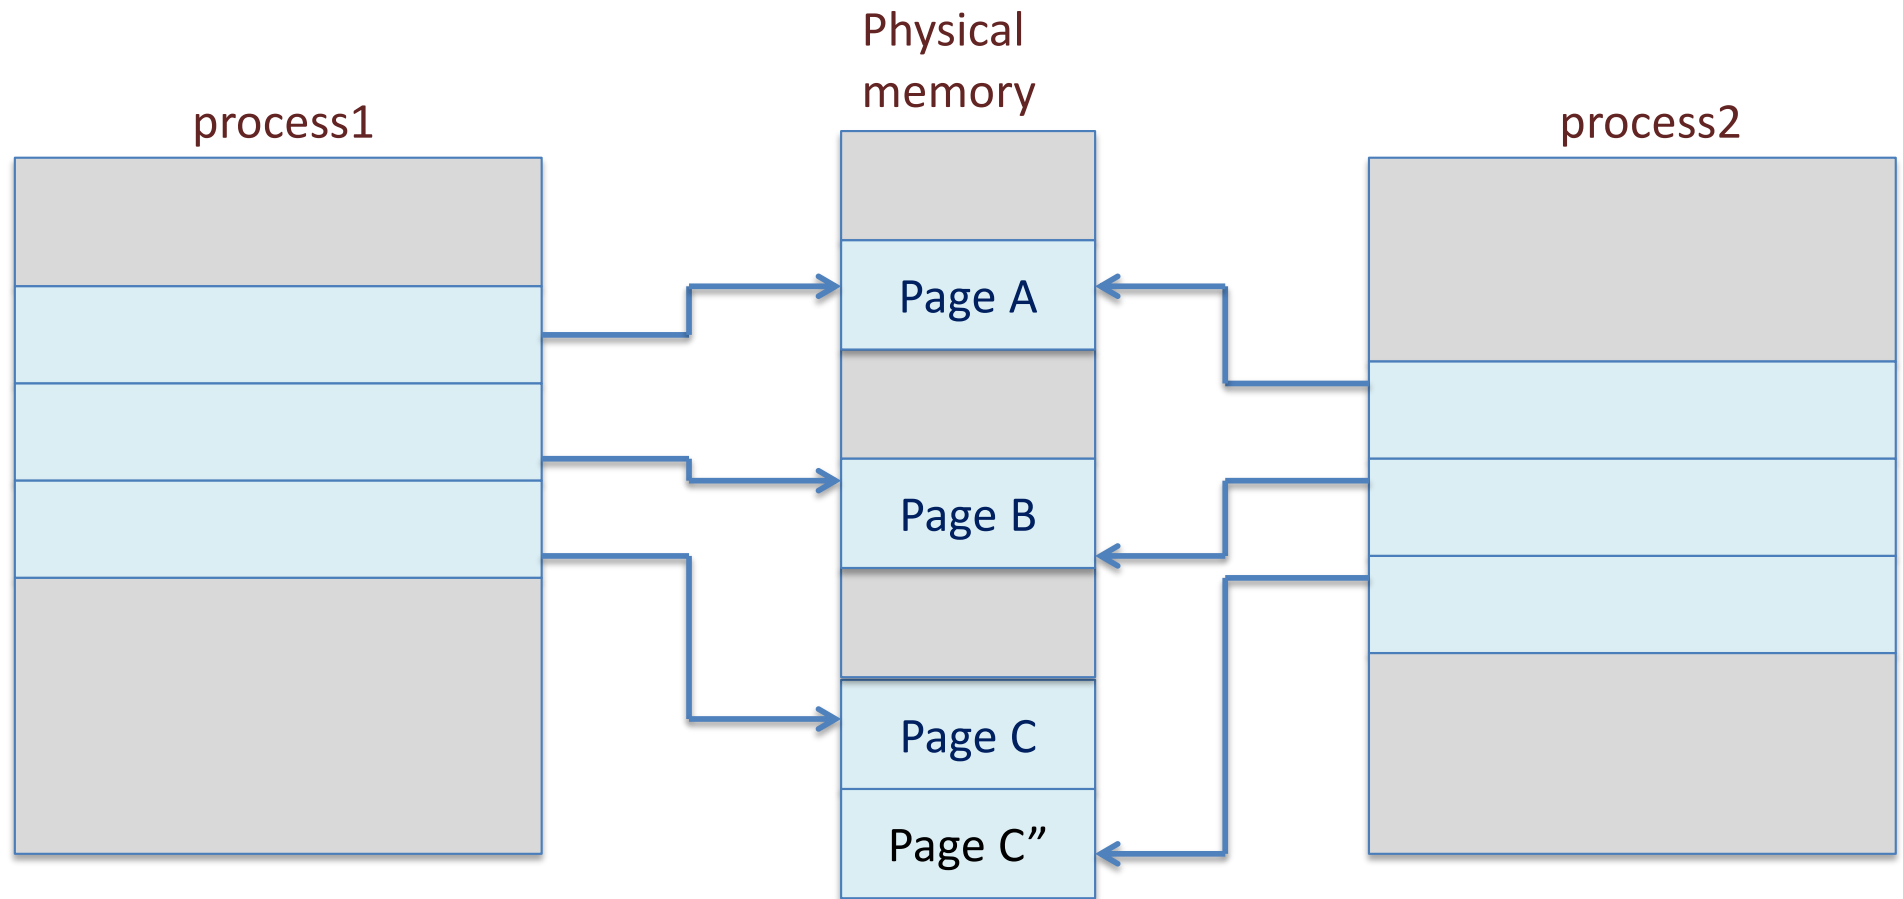 Physical
memory
process1
process2
Page A
Page B
Page C
Page C”